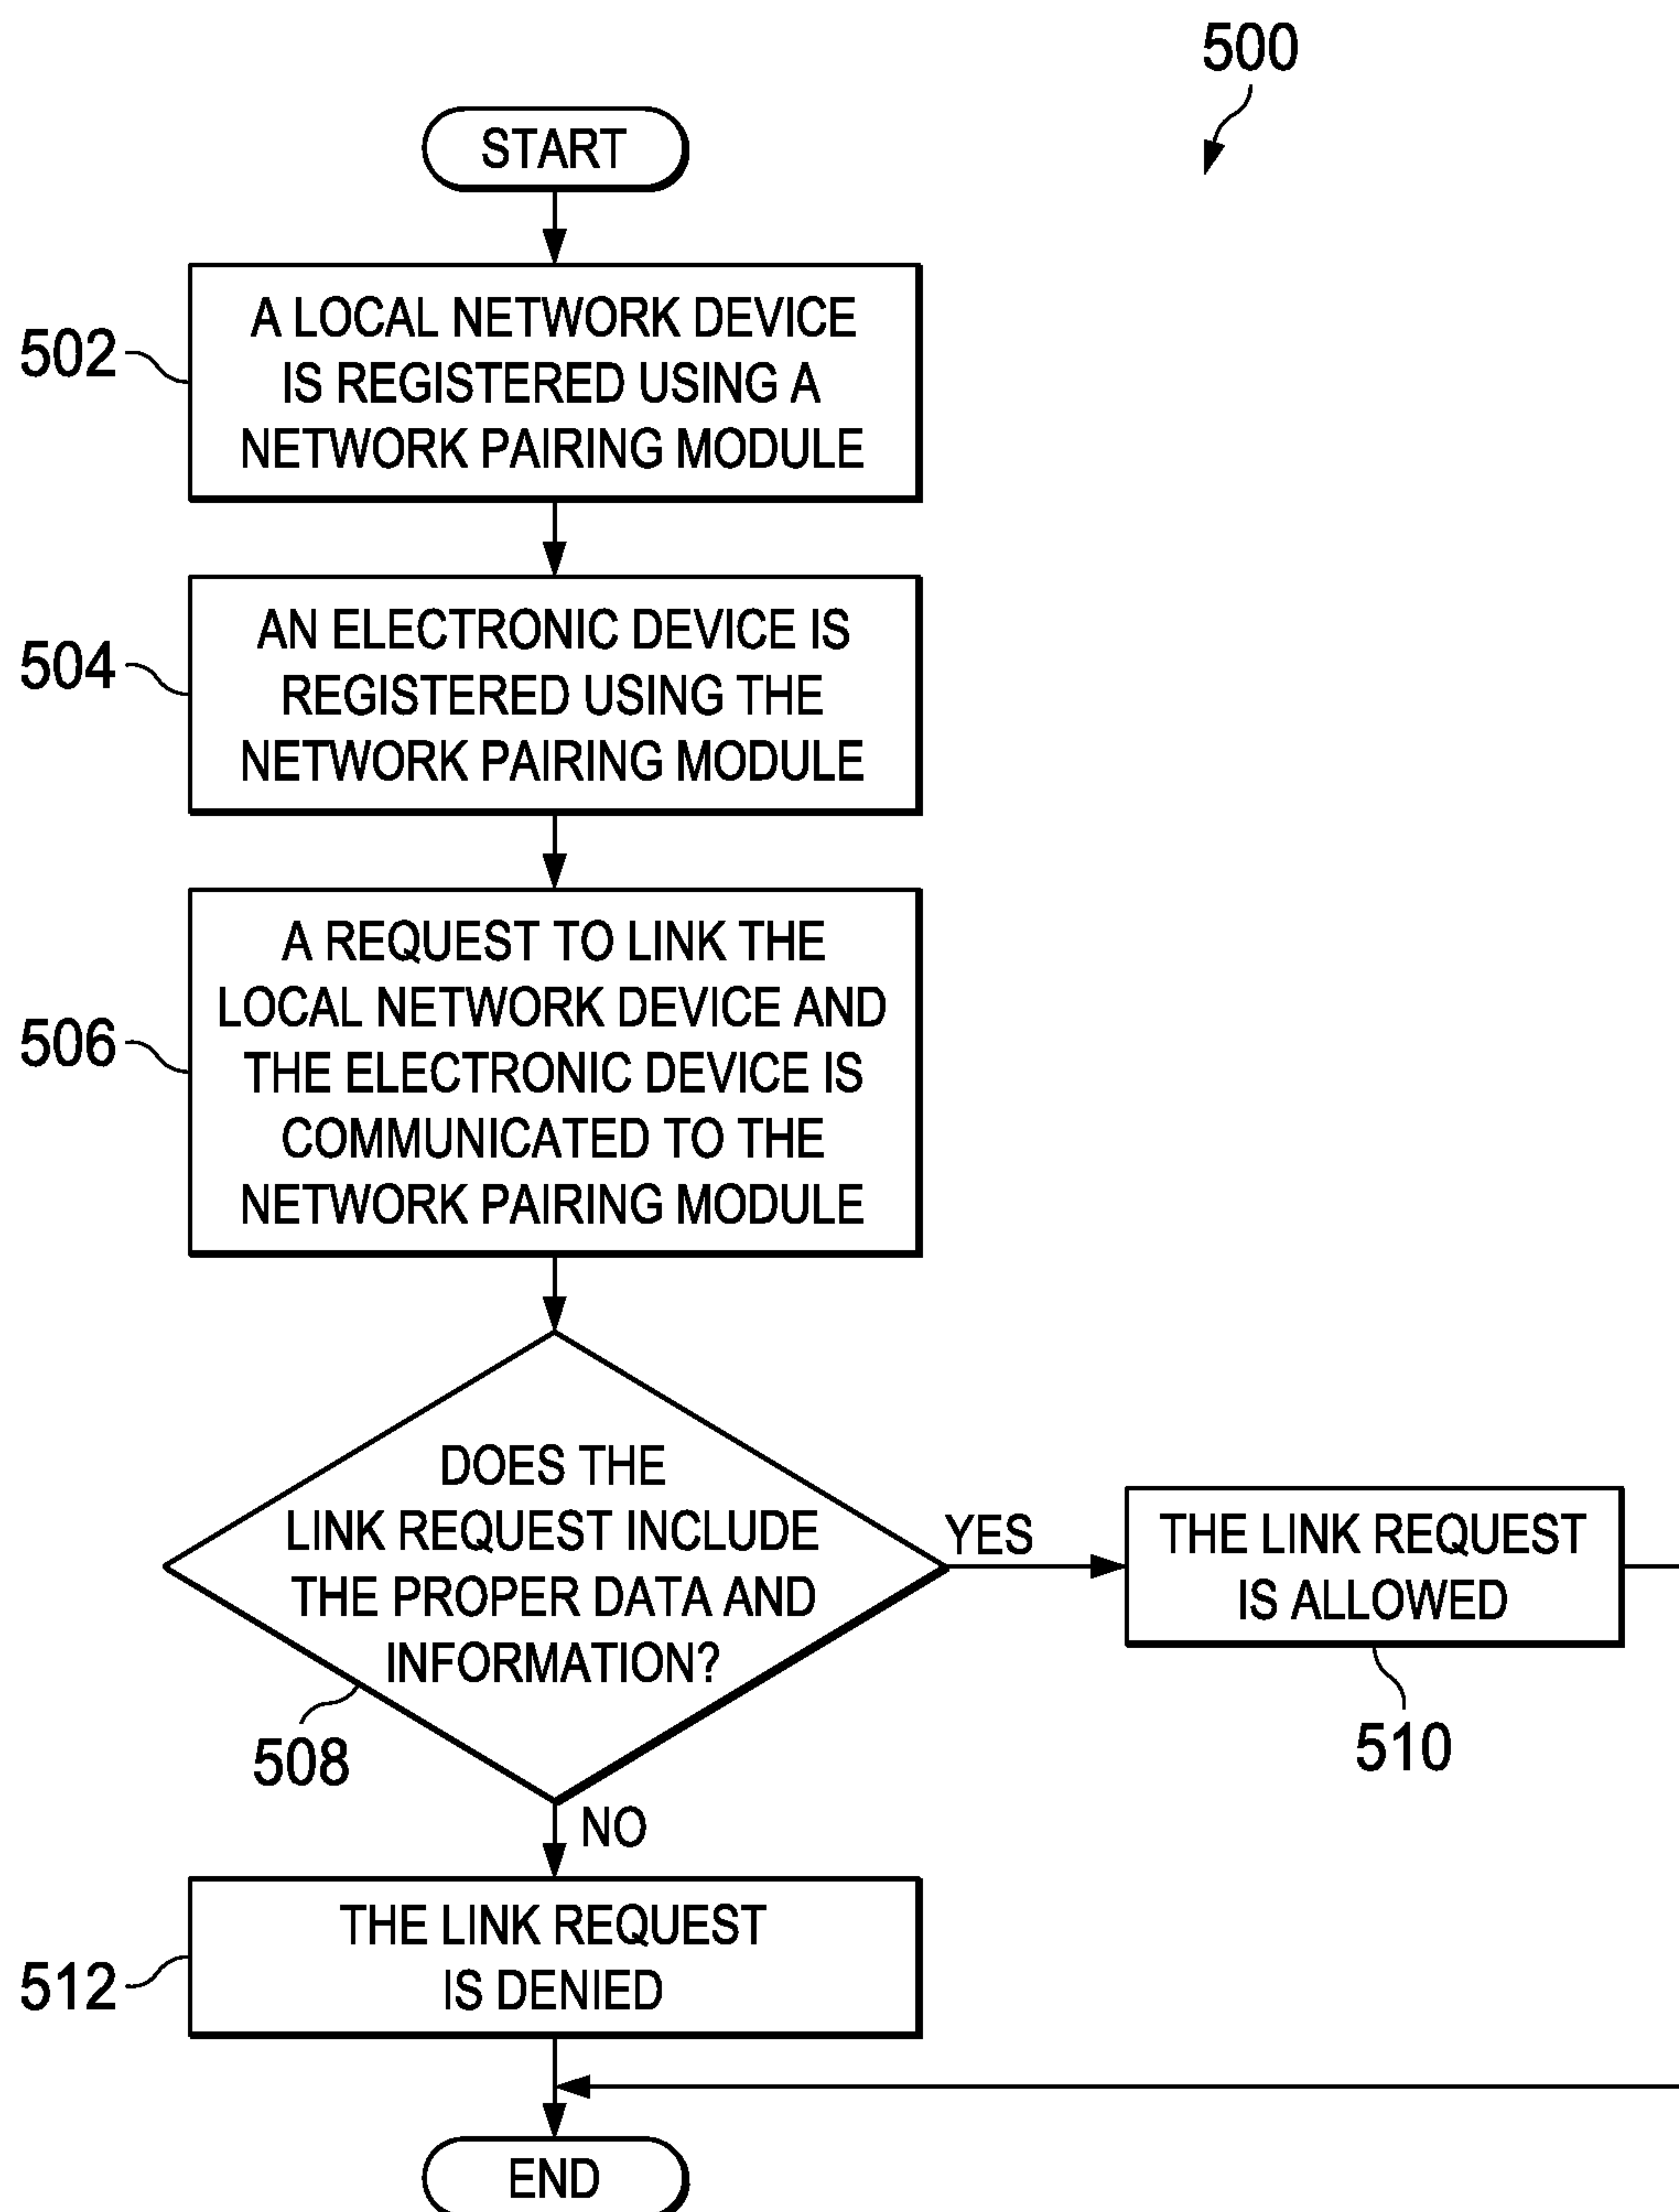 500
START
502
A LOCAL NETWORK DEVICE
IS REGISTERED USING A
NETWORK PAIRING MODULE
504
AN ELECTRONIC DEVICE IS
REGISTERED USING THE
NETWORK PAIRING MODULE
506
A REQUEST TO LINK THE
LOCAL NETWORK DEVICE AND
THE ELECTRONIC DEVICE IS
COMMUNICATED TO THE
NETWORK PAIRING MODULE
DOES THE
LINK REQUEST INCLUDE
THE PROPER DATA AND
INFORMATION?
508
YES
THE LINK REQUEST
IS ALLOWED
510
NO
THE LINK REQUEST
IS DENIED
512
END